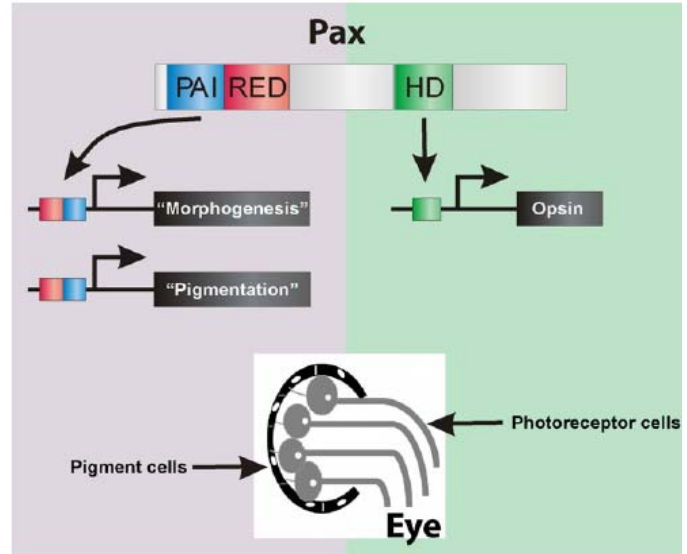 Pax
PAI RED HD
"Morphogenesis" Opsin
"Pigmentation"
Photoreceptor cells
Pigment cells
Eye